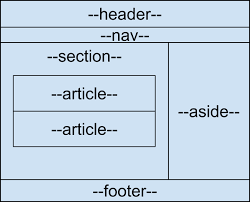 --header--
--nav--
--section--
--article--
--article--
--aside--
--footer--